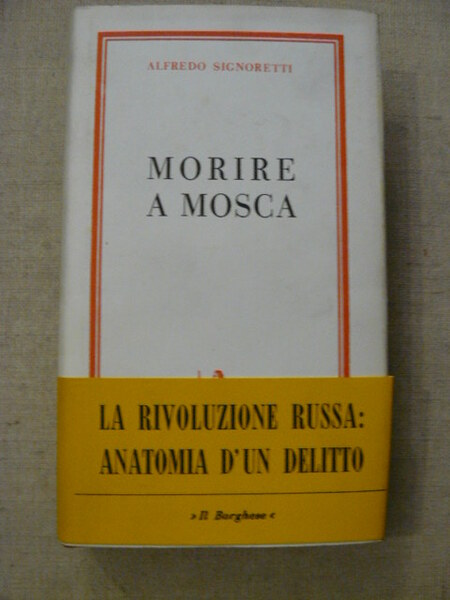 ALFREDO SIGNORETTI
MORIRE
A MOSCA
LA RIVOLUZIONE RUSSA:
ANATOMIA D'UN DELITTO
»Il Borghese«